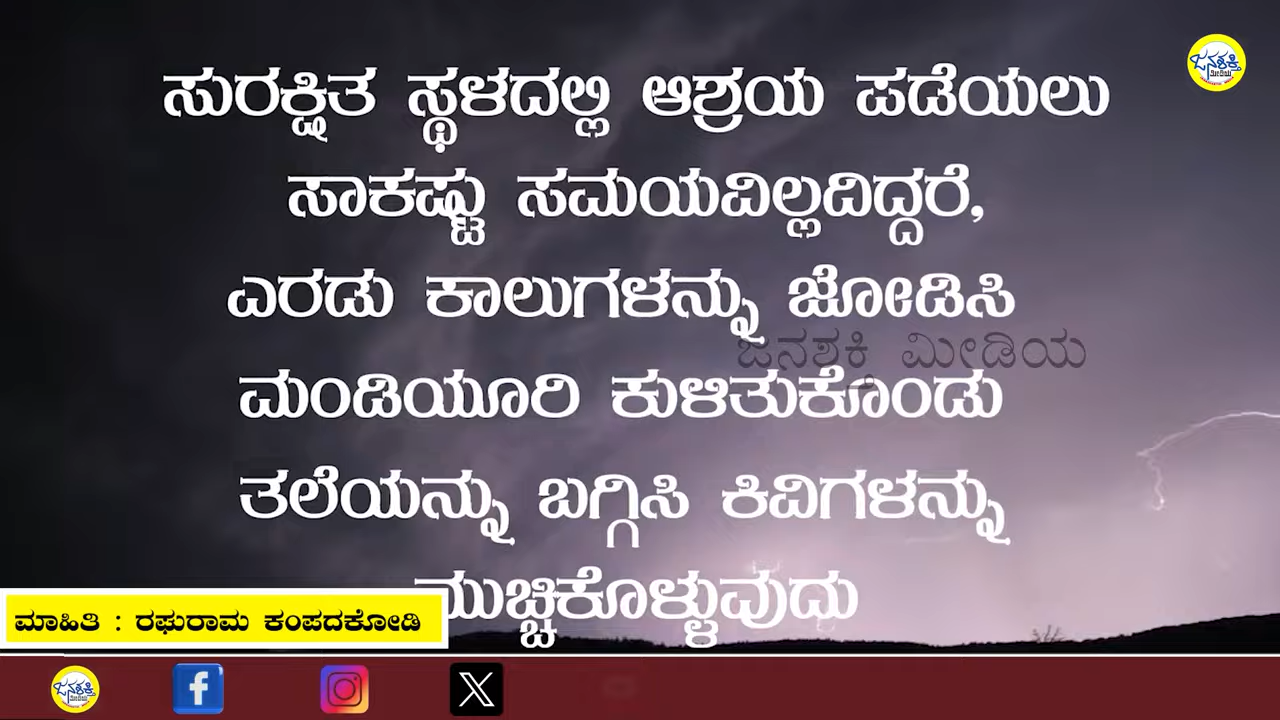 ಸುರಕ್ಷಿತ ಸ್ಥಳದಲ್ಲಿ ಆಶ್ರಯ ಪಡೆಯಲು
ಸಾಕಷ್ಟು ಸಮಯವಿಲ್ಲದಿದ್ದರೆ,
ಎರಡು ಕಾಲುಗಳನ್ನು ಜೋಡಿಸಿ
ಜನಶಕ್ತಿ ಮೀಡಿಯ
ಮಂಡಿಯೂರಿ ಕುಳಿತುಕೊಂಡು
ತಲೆಯನ್ನು ಬಗ್ಗಿಸಿ ಕಿವಿಗಳನ್ನು
ಮುಚ್ಚಿಕೊಳ್ಳುವುದು
ಮಾಹಿತಿ : ರಘುರಾಮ ಕಂಪದಕೋಡಿ